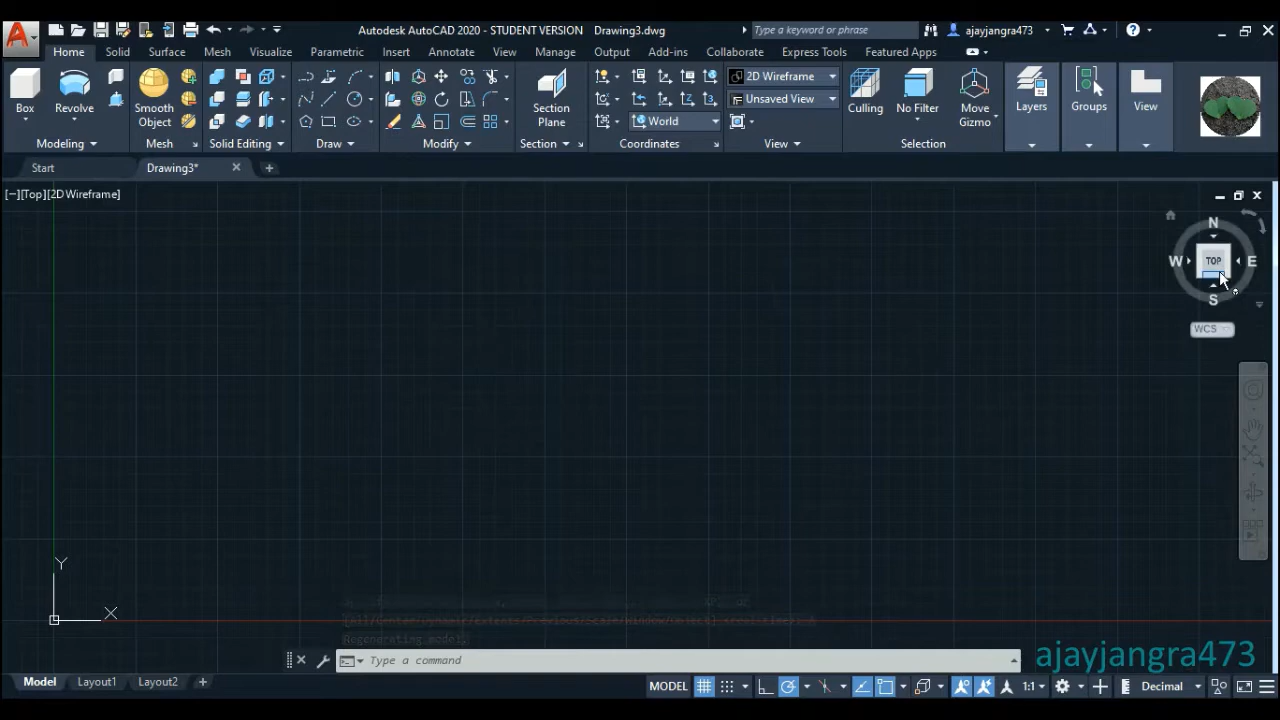 Autodesk AutoCAD 2020 - STUDENT VERSION Drawing3.dwg
Type a keyword or phrase
ajayjangra473
Home Solid Surface Mesh Visualize Parametric Insert Annotate View Manage Output Add-ins Collaborate Express Tools Featured Apps
2D Wireframe
Unsaved View
World
Box Revolve Smooth Object Section Plane Culling No Filter Move Gizmo Layers Groups View
Modeling Mesh Solid Editing Draw Modify Section Coordinates View Selection
Start Drawing3*
[−][Top][2D Wireframe]
N
W TOP E
S
WCS
Y
X
Regenerating model.
Type a command
ajayjangra473
Model Layout1 Layout2
MODEL 1:1 Decimal